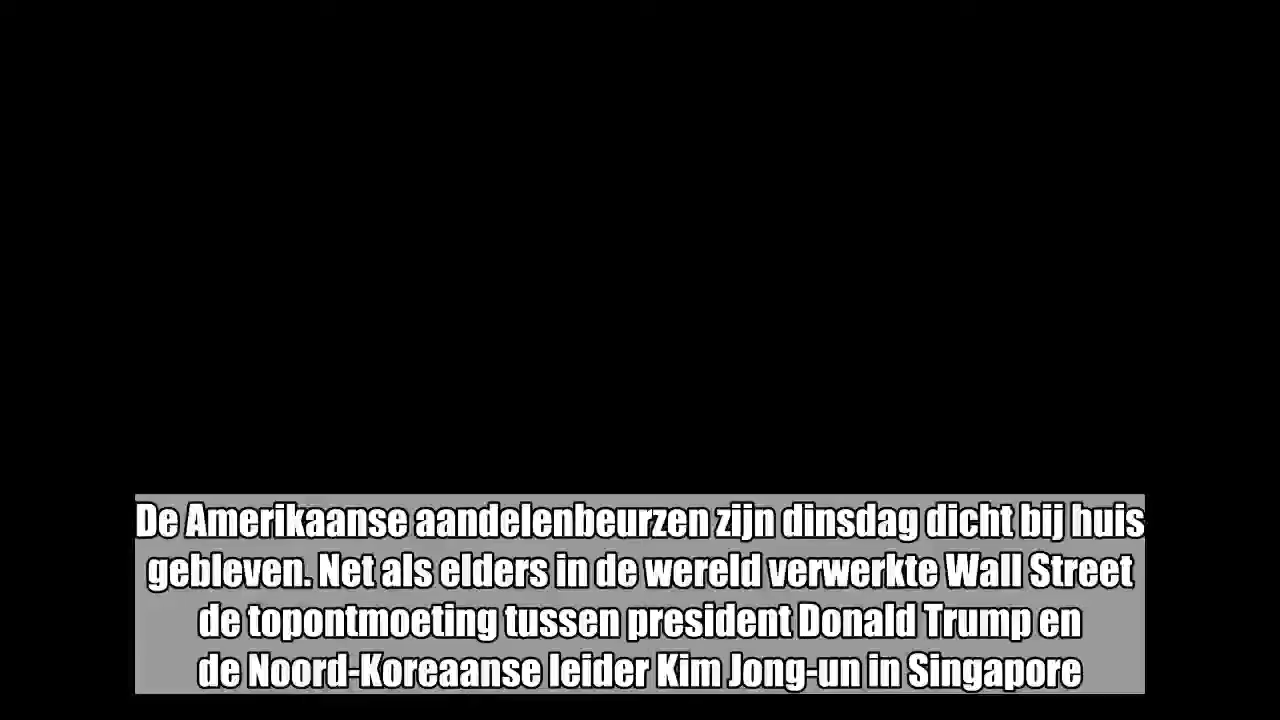 De Amerikaanse aandelenbeurzen zijn dinsdag dicht bij huis
gebleven. Net als elders in de wereld verwerkte Wall Street
de topontmoeting tussen president Donald Trump en
de Noord-Koreaanse leider Kim Jong-un in Singapore